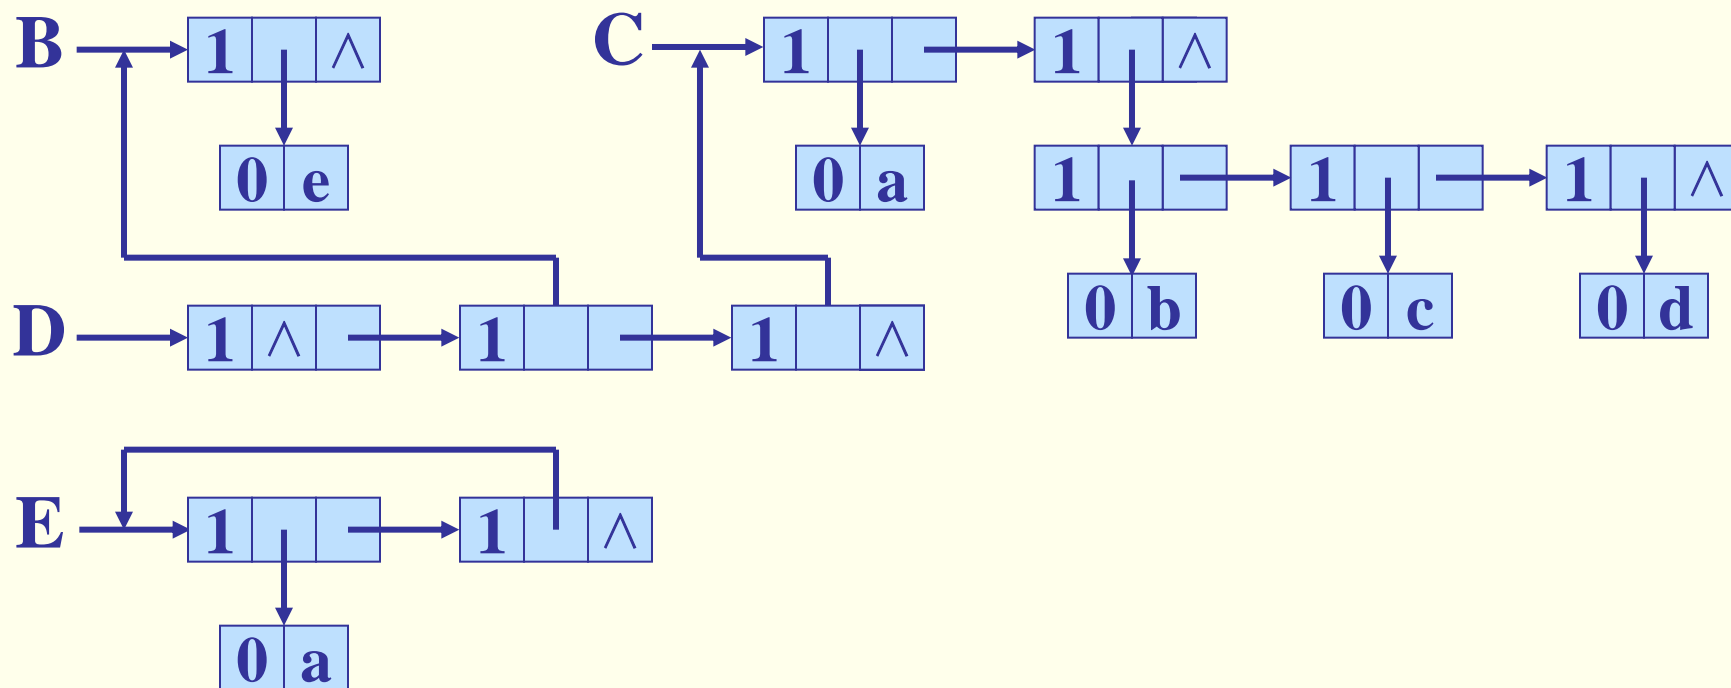 B 1 ∧ C 1 1 ∧
0 e 0 a 1 1 1 ∧
D 1 ∧ 1 1 ∧ 0 b 0 c 0 d
E 1 1 ∧
0 a